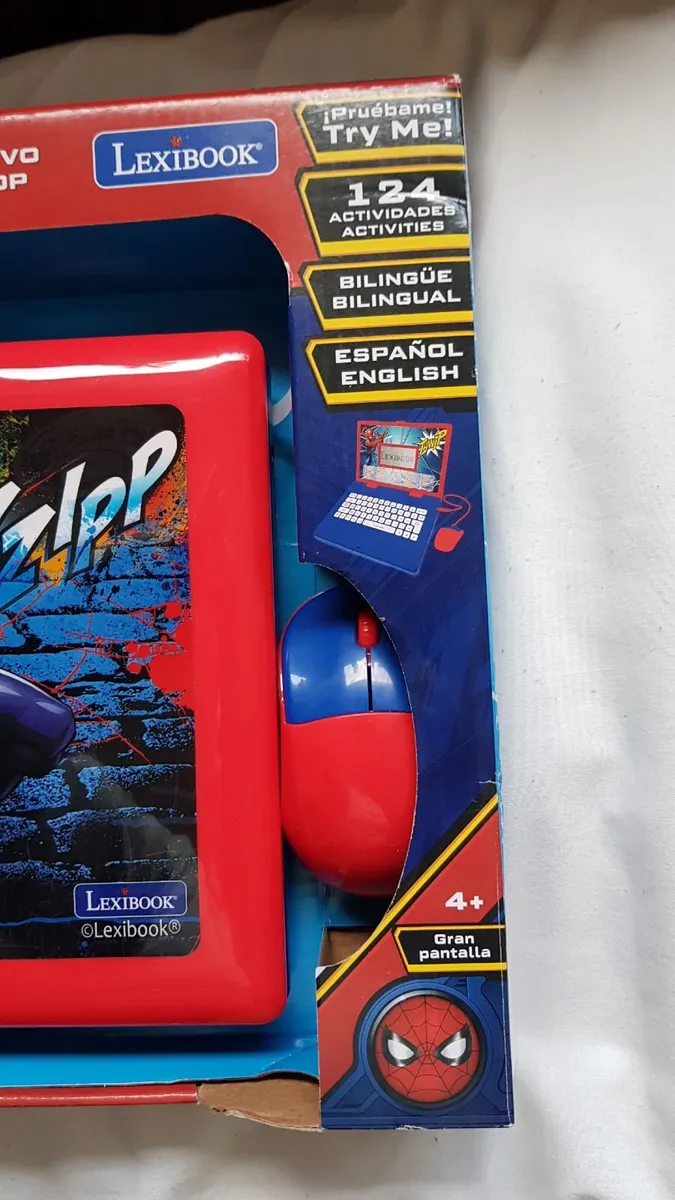 VO
OP
LEXIBOOK®
¡Pruébame!
Try Me!
124
ACTIVIDADES
ACTIVITIES
BILINGÜE
BILINGUAL
ESPAÑOL
ENGLISH
LEXIBOOK
ZIPP
LEXIBOOK®
©Lexibook®
4+
Gran
pantalla